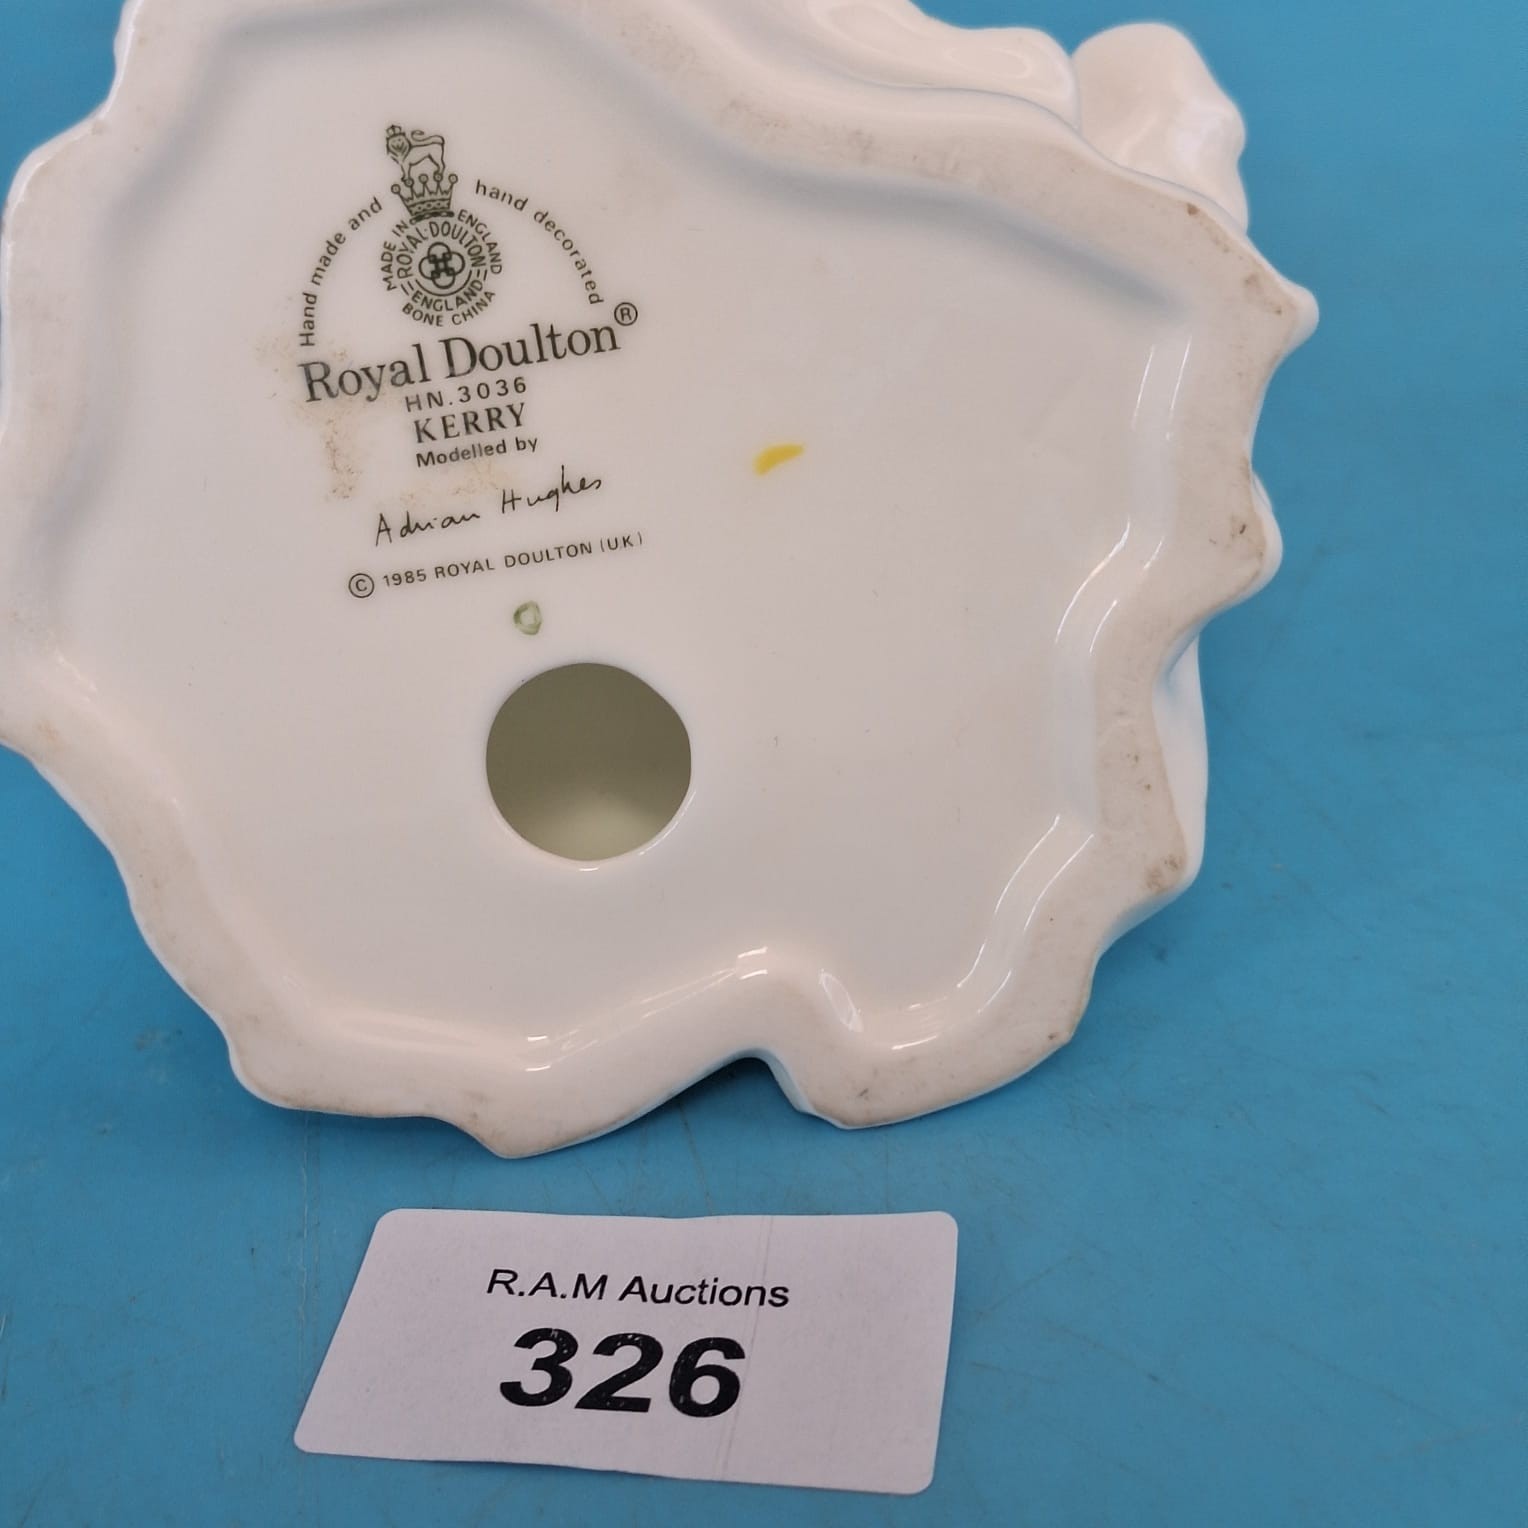 Hand made and hand decorated
MADE IN ENGLAND
ROYAL·DOULTON
ENGLAND
BONE CHINA
Royal Doulton®
HN.3036
KERRY
Modelled by
Adrian Hughes
© 1985 ROYAL DOULTON (UK)
R.A.M Auctions
326